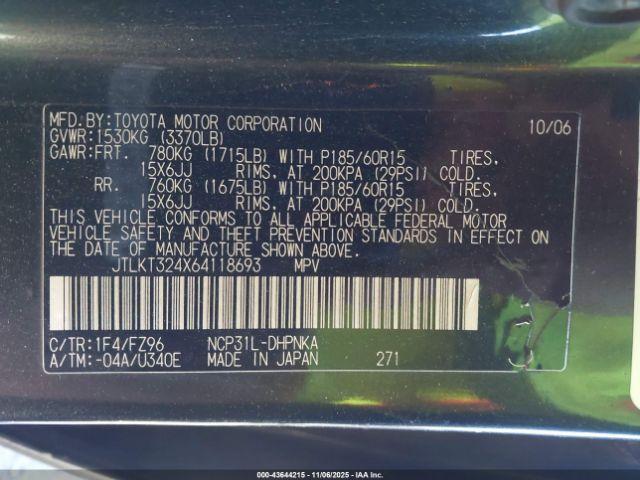 MFD.BY:TOYOTA MOTOR CORPORATION 10/06
GVWR:1530KG (3370LB)
GAWR:FRT. 780KG (1715LB) WITH P185/60R15 TIRES,
15X6JJ RIMS, AT 200KPA (29PSI) COLD.
RR. 760KG (1675LB) WITH P185/60R15 TIRES,
15X6JJ RIMS, AT 200KPA (29PSI) COLD.
THIS VEHICLE CONFORMS TO ALL APPLICABLE FEDERAL MOTOR
VEHICLE SAFETY AND THEFT PREVENTION STANDARDS IN EFFECT ON
THE DATE OF MANUFACTURE SHOWN ABOVE.
JTLKT324X64118693 MPV
C/TR:1F4/FZ96 NCP31L-DHPNKA
A/TM:-04A/U340E MADE IN JAPAN 271
000-43644215 - 11/06/2025 - IAA Inc.